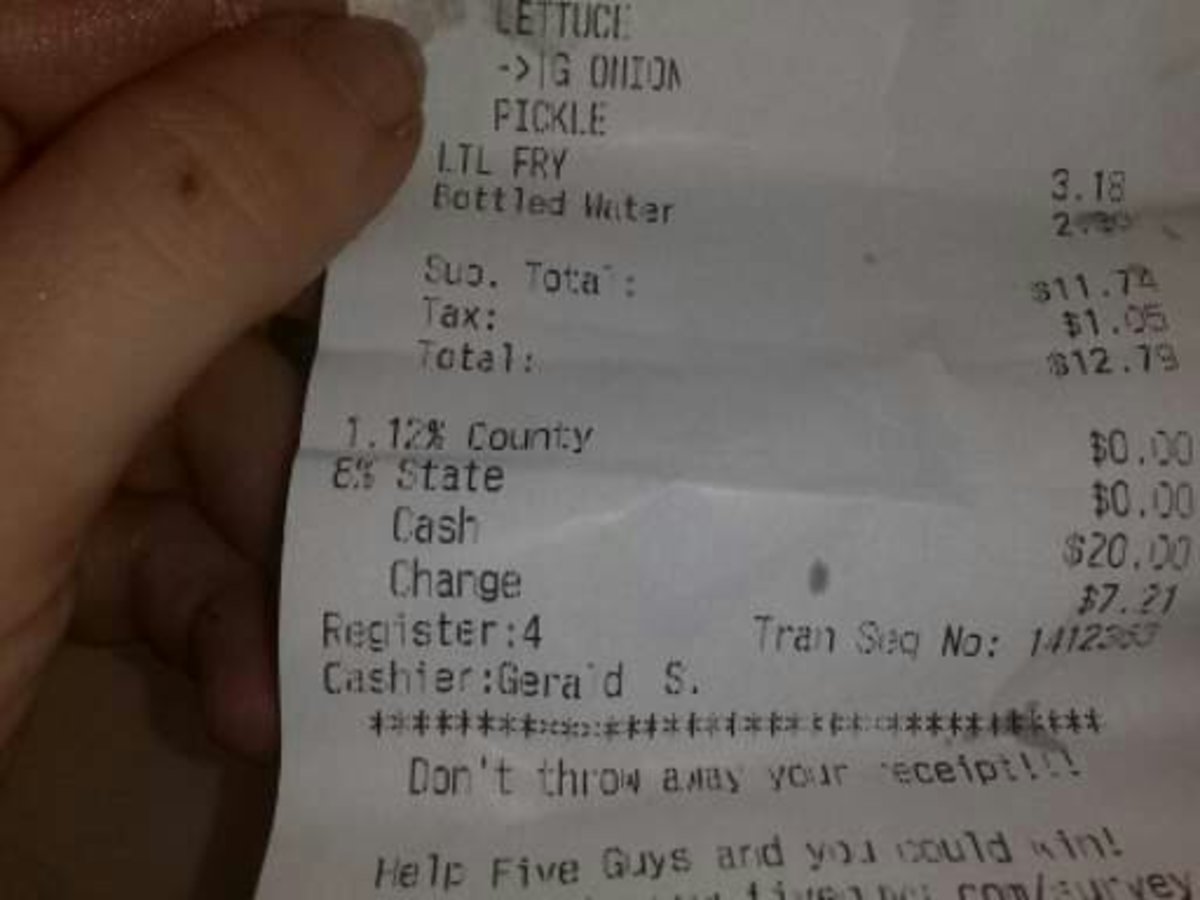 LETTUCE
->|G ONION
PICKLE
LTL FRY 3.18
Bottled Water
Sub. Total: $11.74
Tax: $1.05
Total: $12.79
1.12% County $0.00
8% State $0.00
Cash $20.00
Change $7.21
Register:4 Tran Seq No:
Cashier:Gerald S.
Don't throw away your receipt!!!
Help Five Guys and you could win!